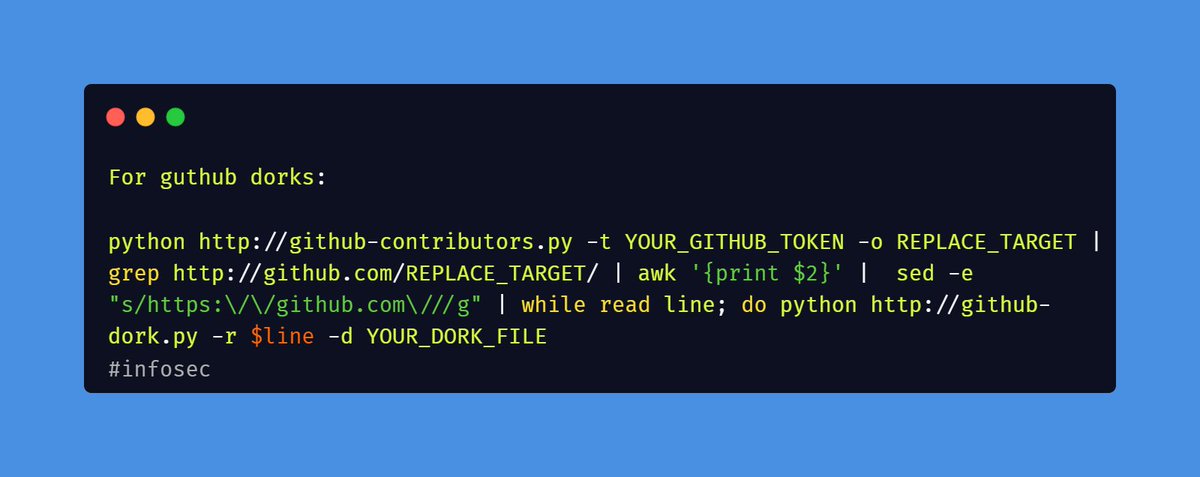 For guthub dorks:
python http://github-contributors.py -t YOUR_GITHUB_TOKEN -o REPLACE_TARGET |
grep http://github.com/REPLACE_TARGET/ | awk '{print $2}' |  sed -e
"s/https:\/\/github.com\///g" | while read line; do python http://github-
dork.py -r $line -d YOUR_DORK_FILE
#infosec